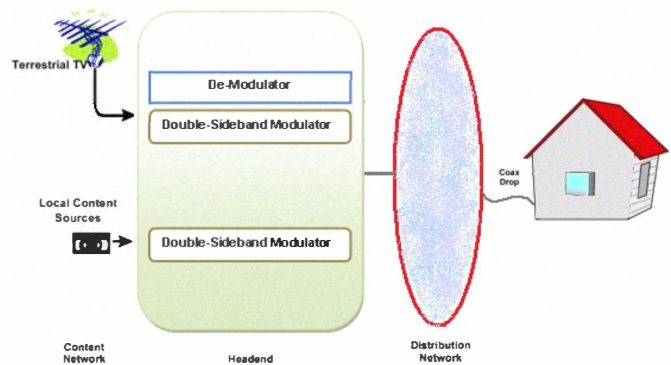 Terrestrial TV
De-Modulator
Double-Sideband Modulator
Local Content
Sources
Double-Sideband Modulator
Coax
Drop
Content
Network
Headend
Distribution
Network